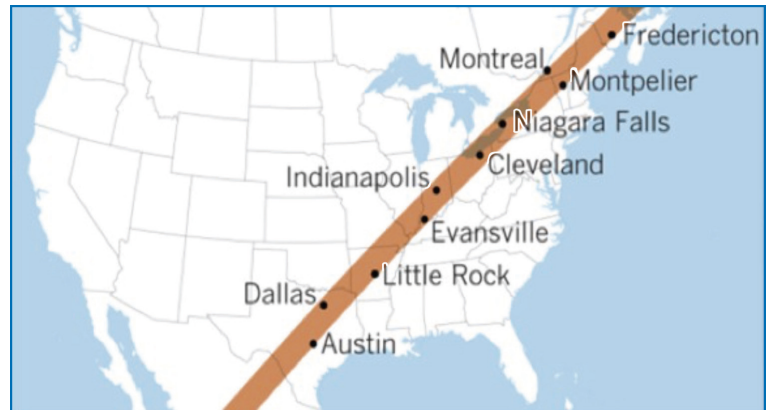 Fredericton
Montreal
Montpelier
Niagara Falls
Cleveland
Indianapolis
Evansville
Little Rock
Dallas
Austin